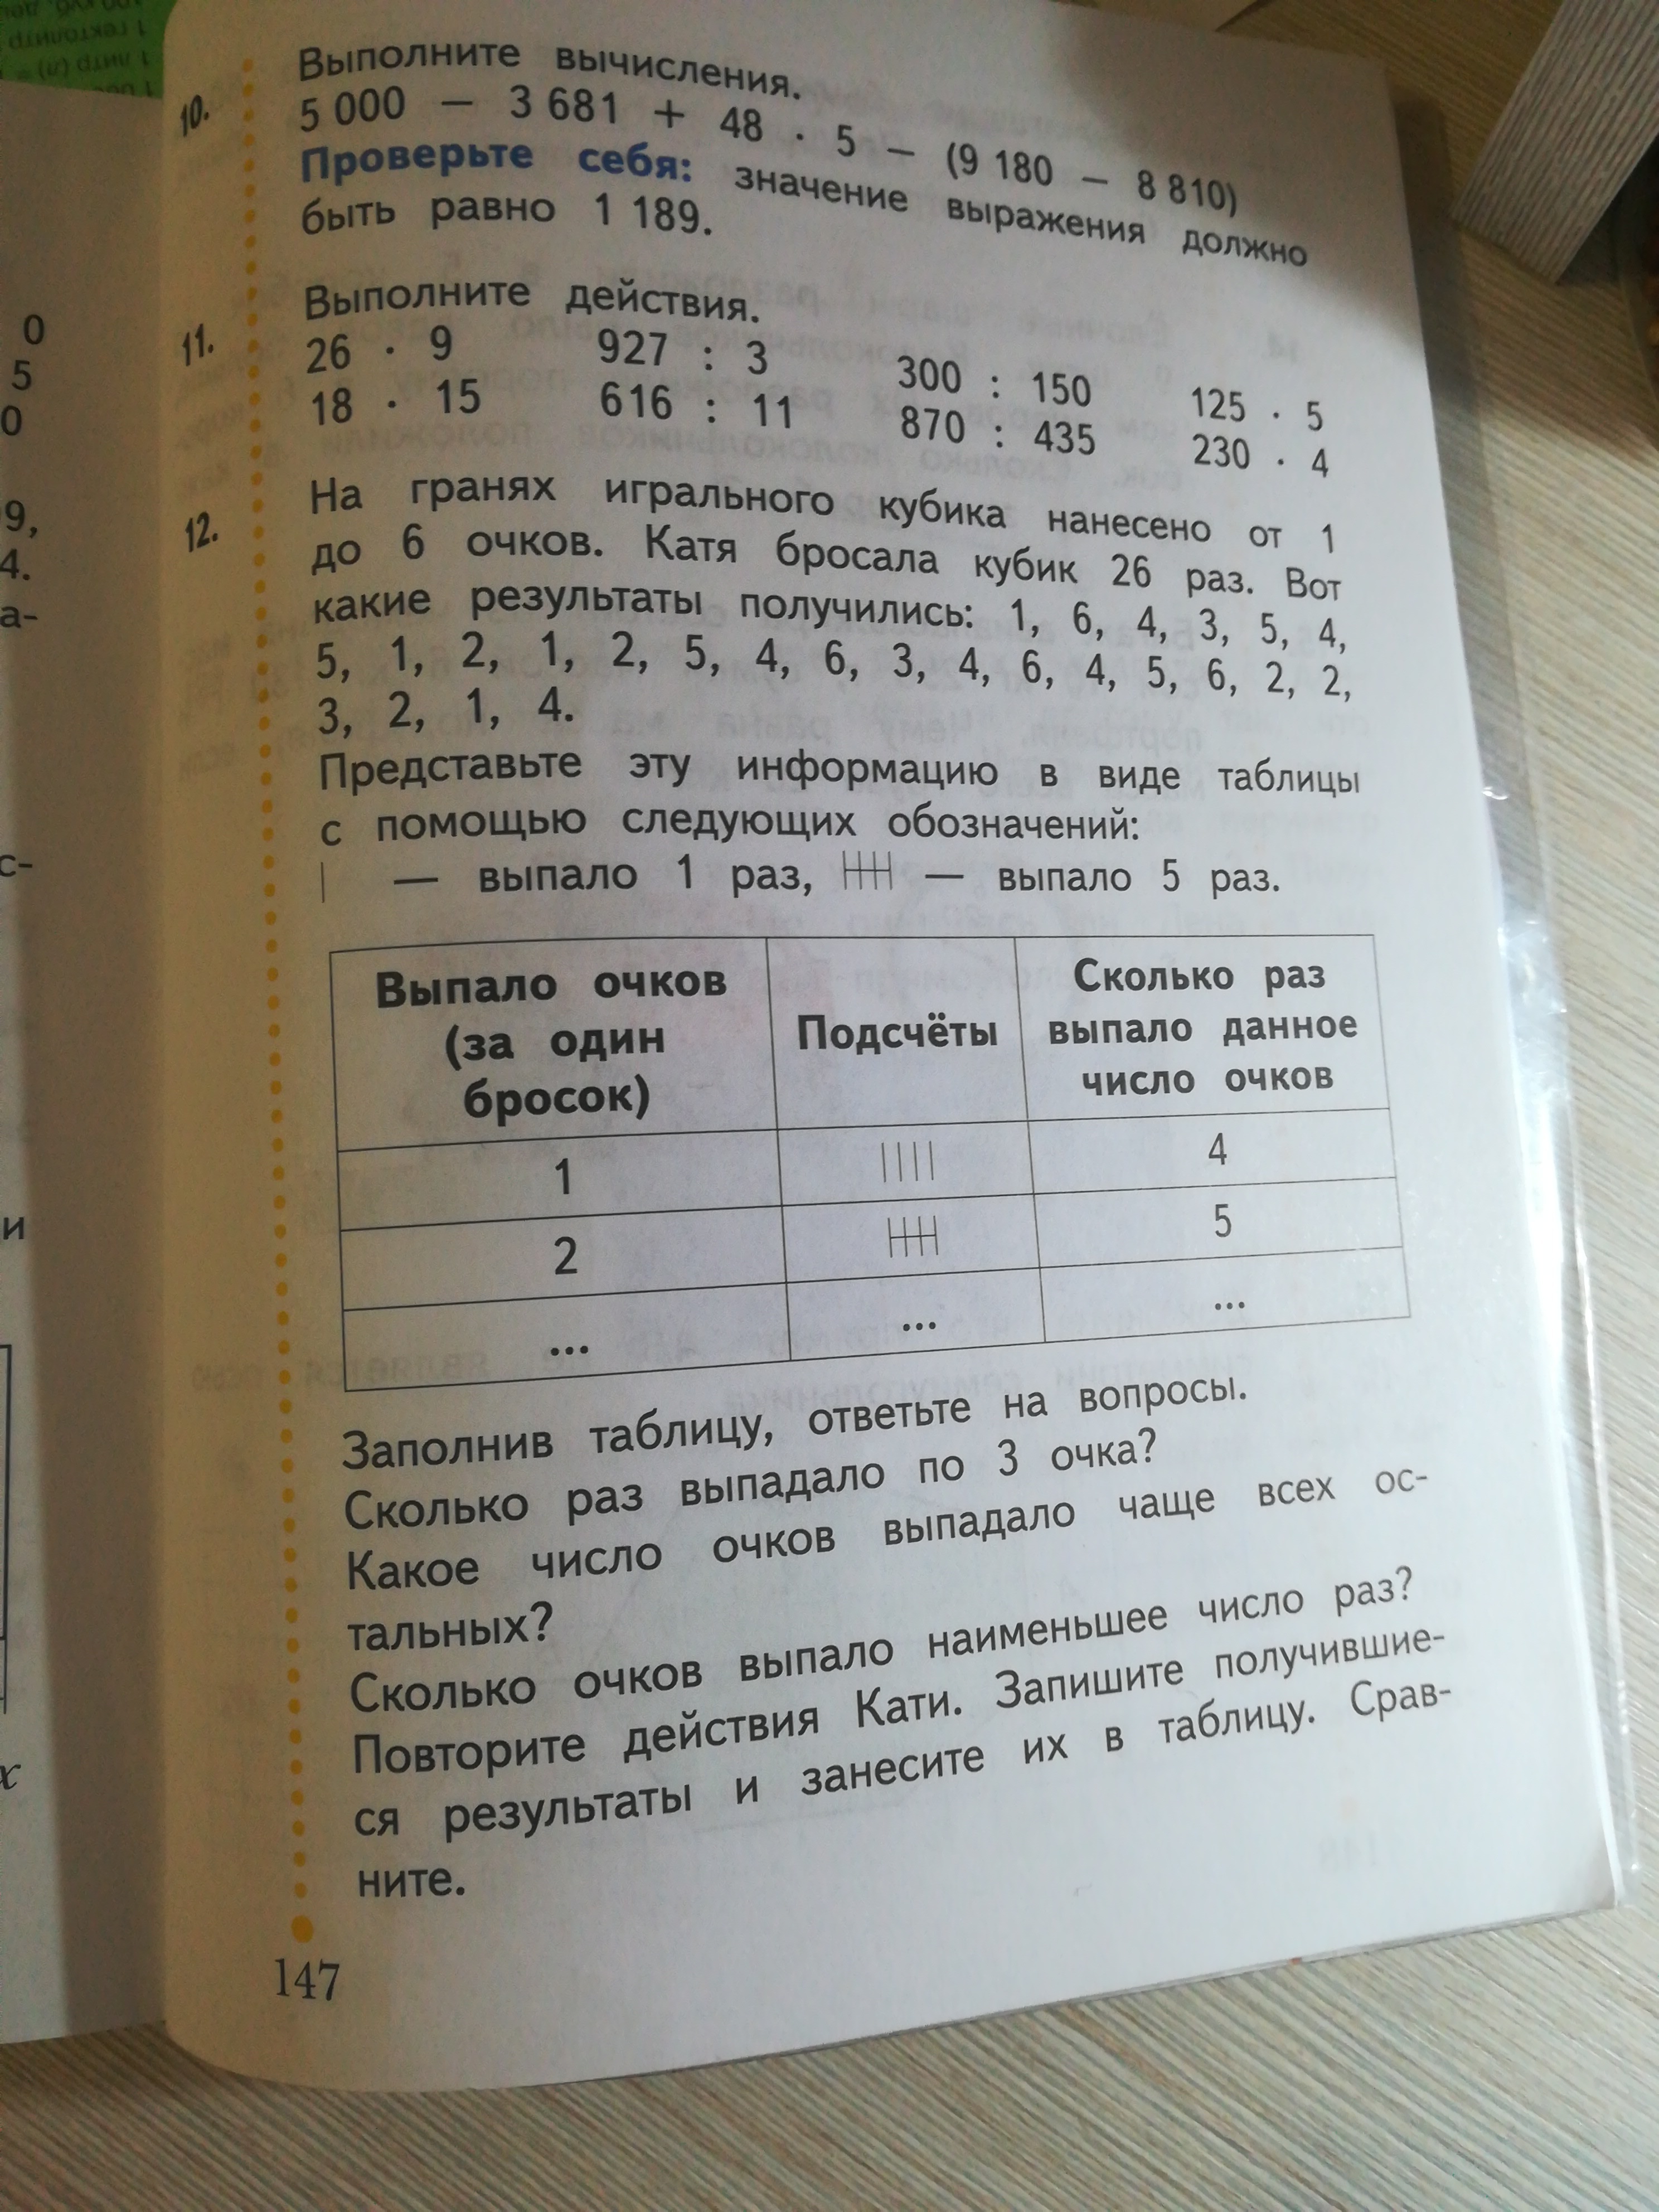 10. Выполните вычисления.
5 000 − 3 681 + 48 · 5 − (9 180 − 8 810)
Проверьте себя: значение выражения должно
быть равно 1 189.
11. Выполните действия.
26 · 9 927 : 3 300 : 150 125 · 5
18 · 15 616 : 11 870 : 435 230 · 4
12. На гранях игрального кубика нанесено от 1
до 6 очков. Катя бросала кубик 26 раз. Вот
какие результаты получились: 1, 6, 4, 3, 5, 4,
5, 1, 2, 1, 2, 5, 4, 6, 3, 4, 6, 4, 5, 6, 2, 2,
3, 2, 1, 4.
Представьте эту информацию в виде таблицы
с помощью следующих обозначений:
| — выпало 1 раз, 卌 — выпало 5 раз.
Выпало очков
(за один
бросок)
Подсчёты
Сколько раз
выпало данное
число очков
1 |||| 4
2 卌 5
... ... ...
Заполнив таблицу, ответьте на вопросы.
Сколько раз выпадало по 3 очка?
Какое число очков выпадало чаще всех ос-
тальных?
Сколько очков выпало наименьшее число раз?
Повторите действия Кати. Запишите получившие-
ся результаты и занесите их в таблицу. Срав-
ните.
147
0
5
0
9,
4.
а-
с-
и
x